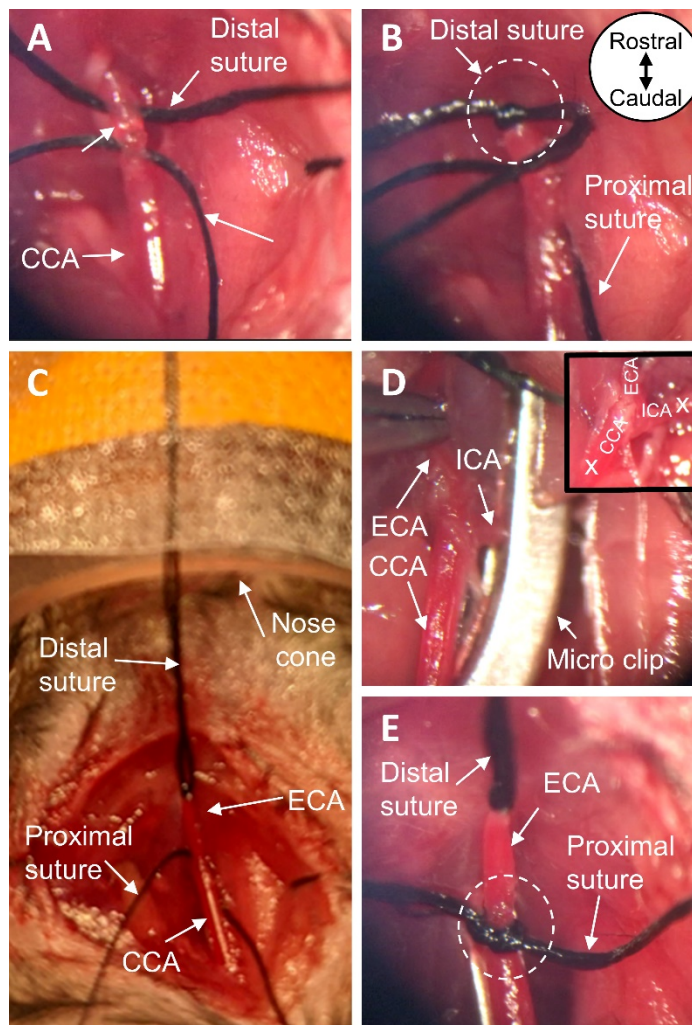 A
Distal
suture
CCA
B
Distal suture
Rostral
Caudal
Proximal
suture
C
Nose
cone
Distal
suture
ECA
Proximal
suture
CCA
D
ICA
ECA
CCA
Micro clip
ECA
ICA
X
CCA
X
E
Distal
suture
ECA
Proximal
suture